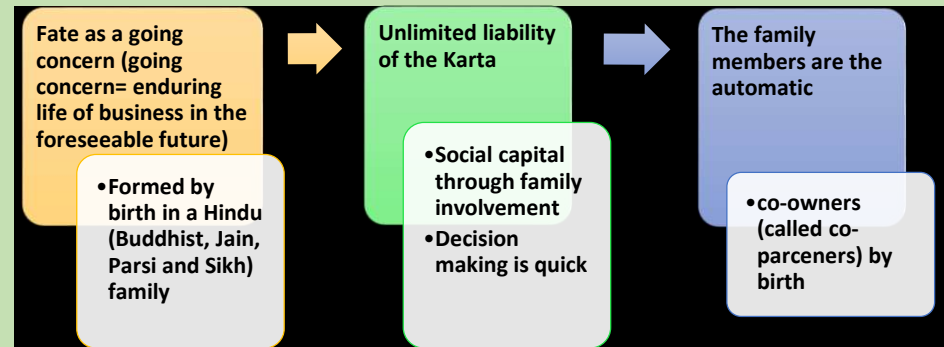 Fate as a going
concern (going
concern= enduring
life of business in the
foreseeable future)
•Formed by
birth in a Hindu
(Buddhist, Jain,
Parsi and Sikh)
family
Unlimited liability
of the Karta
•Social capital
through family
involvement
•Decision
making is quick
The family
members are the
automatic
•co-owners
(called co-
parceners) by
birth